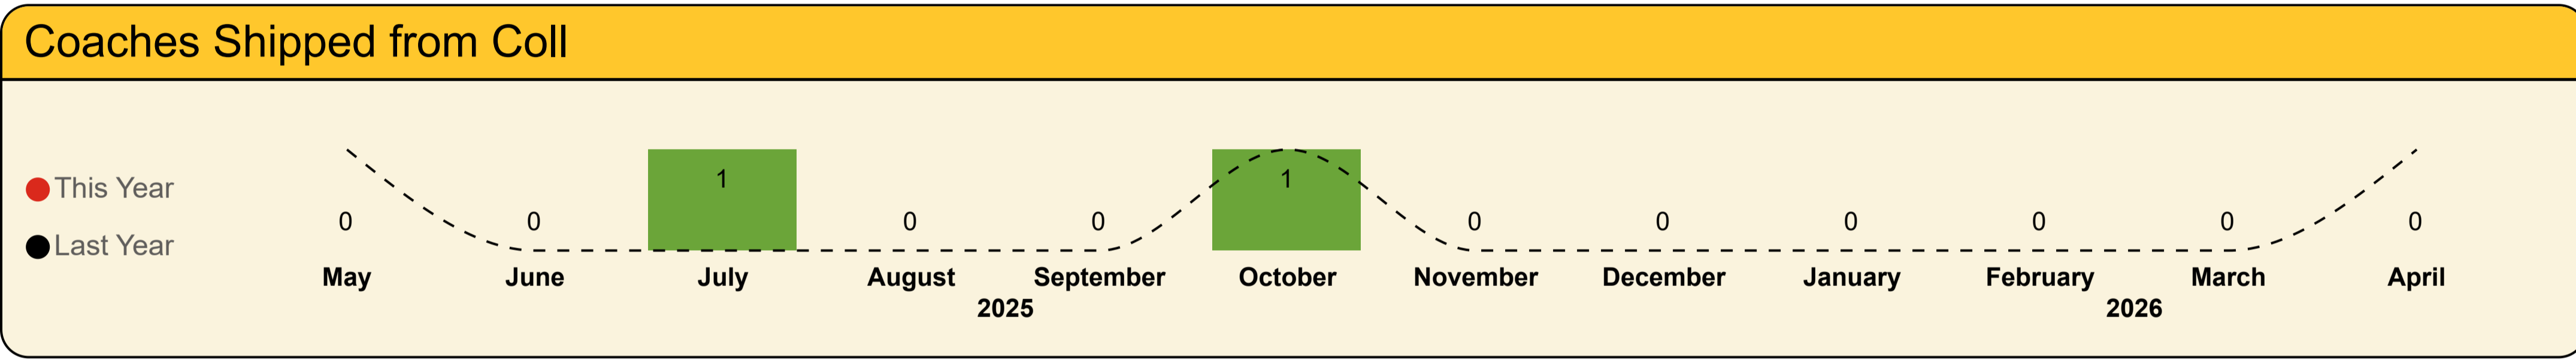 Coaches Shipped from Coll
This Year
Last Year
0 0 1 0 0 1 0 0 0 0 0 0
May June July August September October November December January February March April
2025 2026